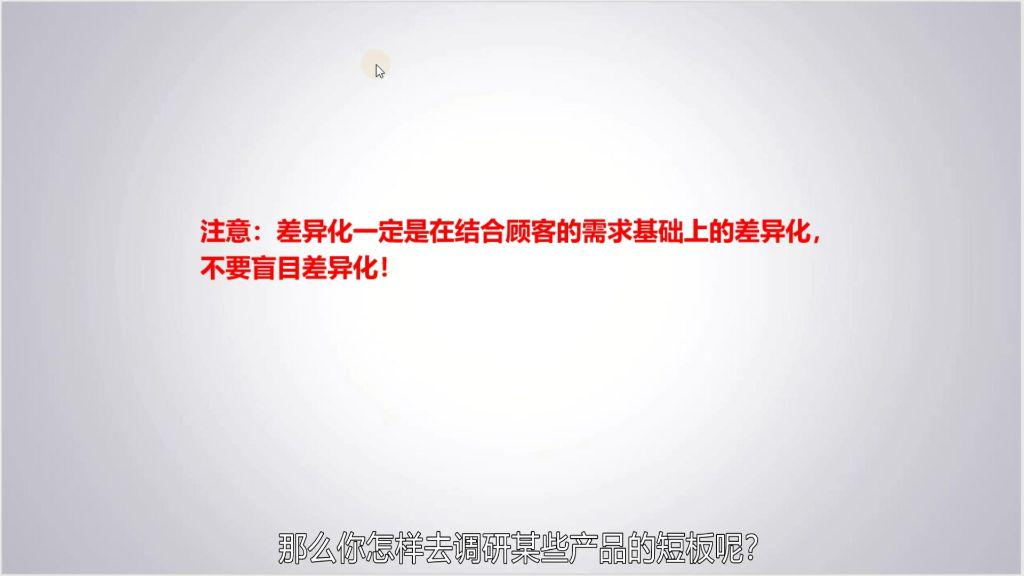 注意：差异化一定是在结合顾客的需求基础上的差异化，
不要盲目差异化！
那么你怎样去调研某些产品的短板呢？